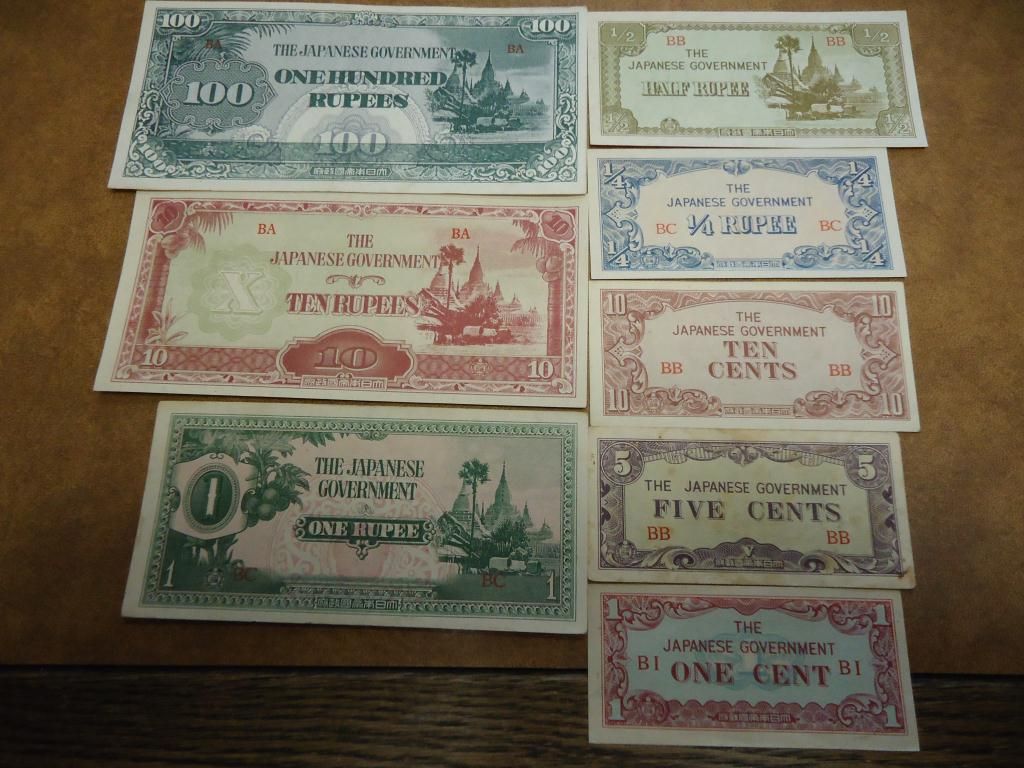 100 100
BA BA
THE JAPANESE GOVERNMENT
ONE HUNDRED
RUPEES
100
100
100 100
府政國帝本日大
BA BA
10 10
THE
JAPANESE GOVERNMENT
X
TEN RUPEES
10 10 10
府政國帝本日大
THE JAPANESE
GOVERNMENT
1
ONE RUPEE
BC BC
1 1
府政國帝本日大
1/2 1/2
BB BB
THE
JAPANESE GOVERNMENT
HALF RUPEE
1/2 1/2
府政國帝本日大
1/4 1/4
THE
JAPANESE GOVERNMENT
BC 1/4 RUPEE BC
1/4 1/4
府政國帝本日大
10 10
THE
JAPANESE GOVERNMENT
TEN
CENTS
BB BB
10 10
府政國帝本日大
5 5
THE JAPANESE GOVERNMENT
FIVE CENTS
BB BB
V
府政國帝本日大
1 1
THE
JAPANESE GOVERNMENT
BI ONE CENT BI
1 1
府政國帝本日大